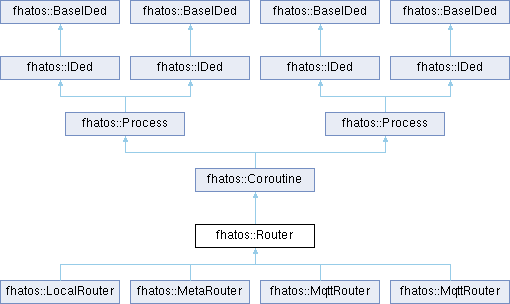 fhatos::BaseIDed fhatos::BaseIDed fhatos::BaseIDed fhatos::BaseIDed
fhatos::IDed fhatos::IDed fhatos::IDed fhatos::IDed
fhatos::Process fhatos::Process
fhatos::Coroutine
fhatos::Router
fhatos::LocalRouter fhatos::MetaRouter fhatos::MqttRouter fhatos::MqttRouter